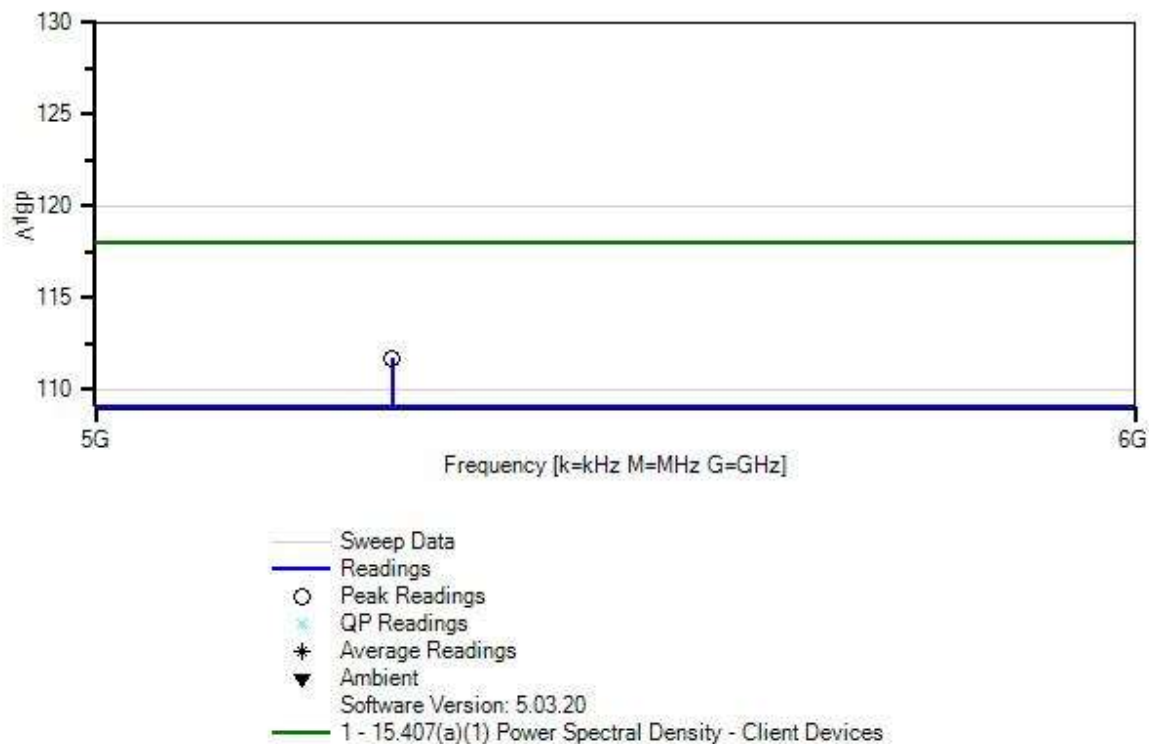 130
125
120
115
110
dBµV
5G
6G
Frequency [k=kHz M=MHz G=GHz]
Sweep Data
Readings
Peak Readings
QP Readings
Average Readings
Ambient
Software Version: 5.03.20
1 - 15.407(a)(1) Power Spectral Density - Client Devices